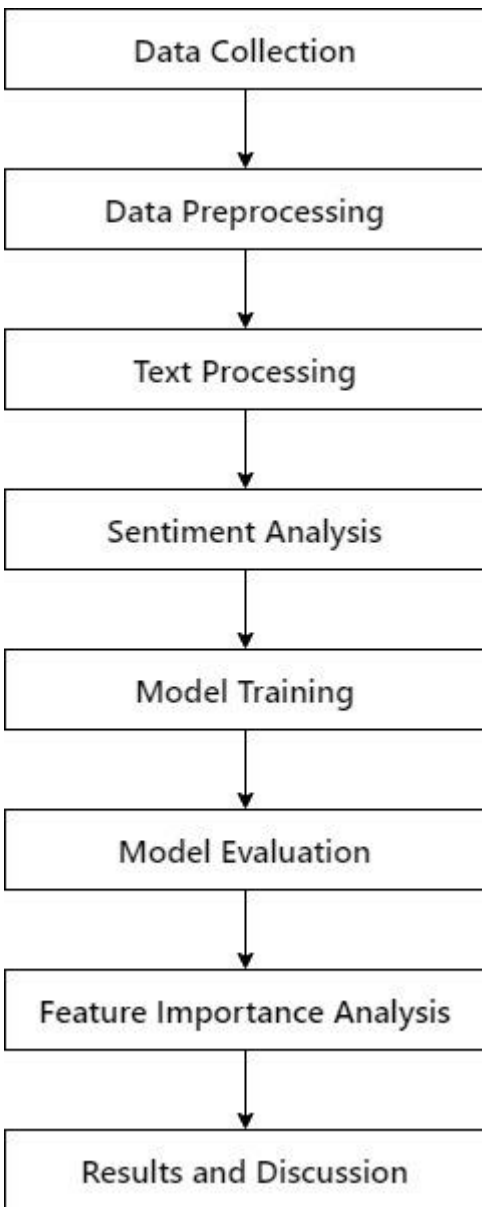 Data Collection
Data Preprocessing
Text Processing
Sentiment Analysis
Model Training
Model Evaluation
Feature Importance Analysis
Results and Discussion